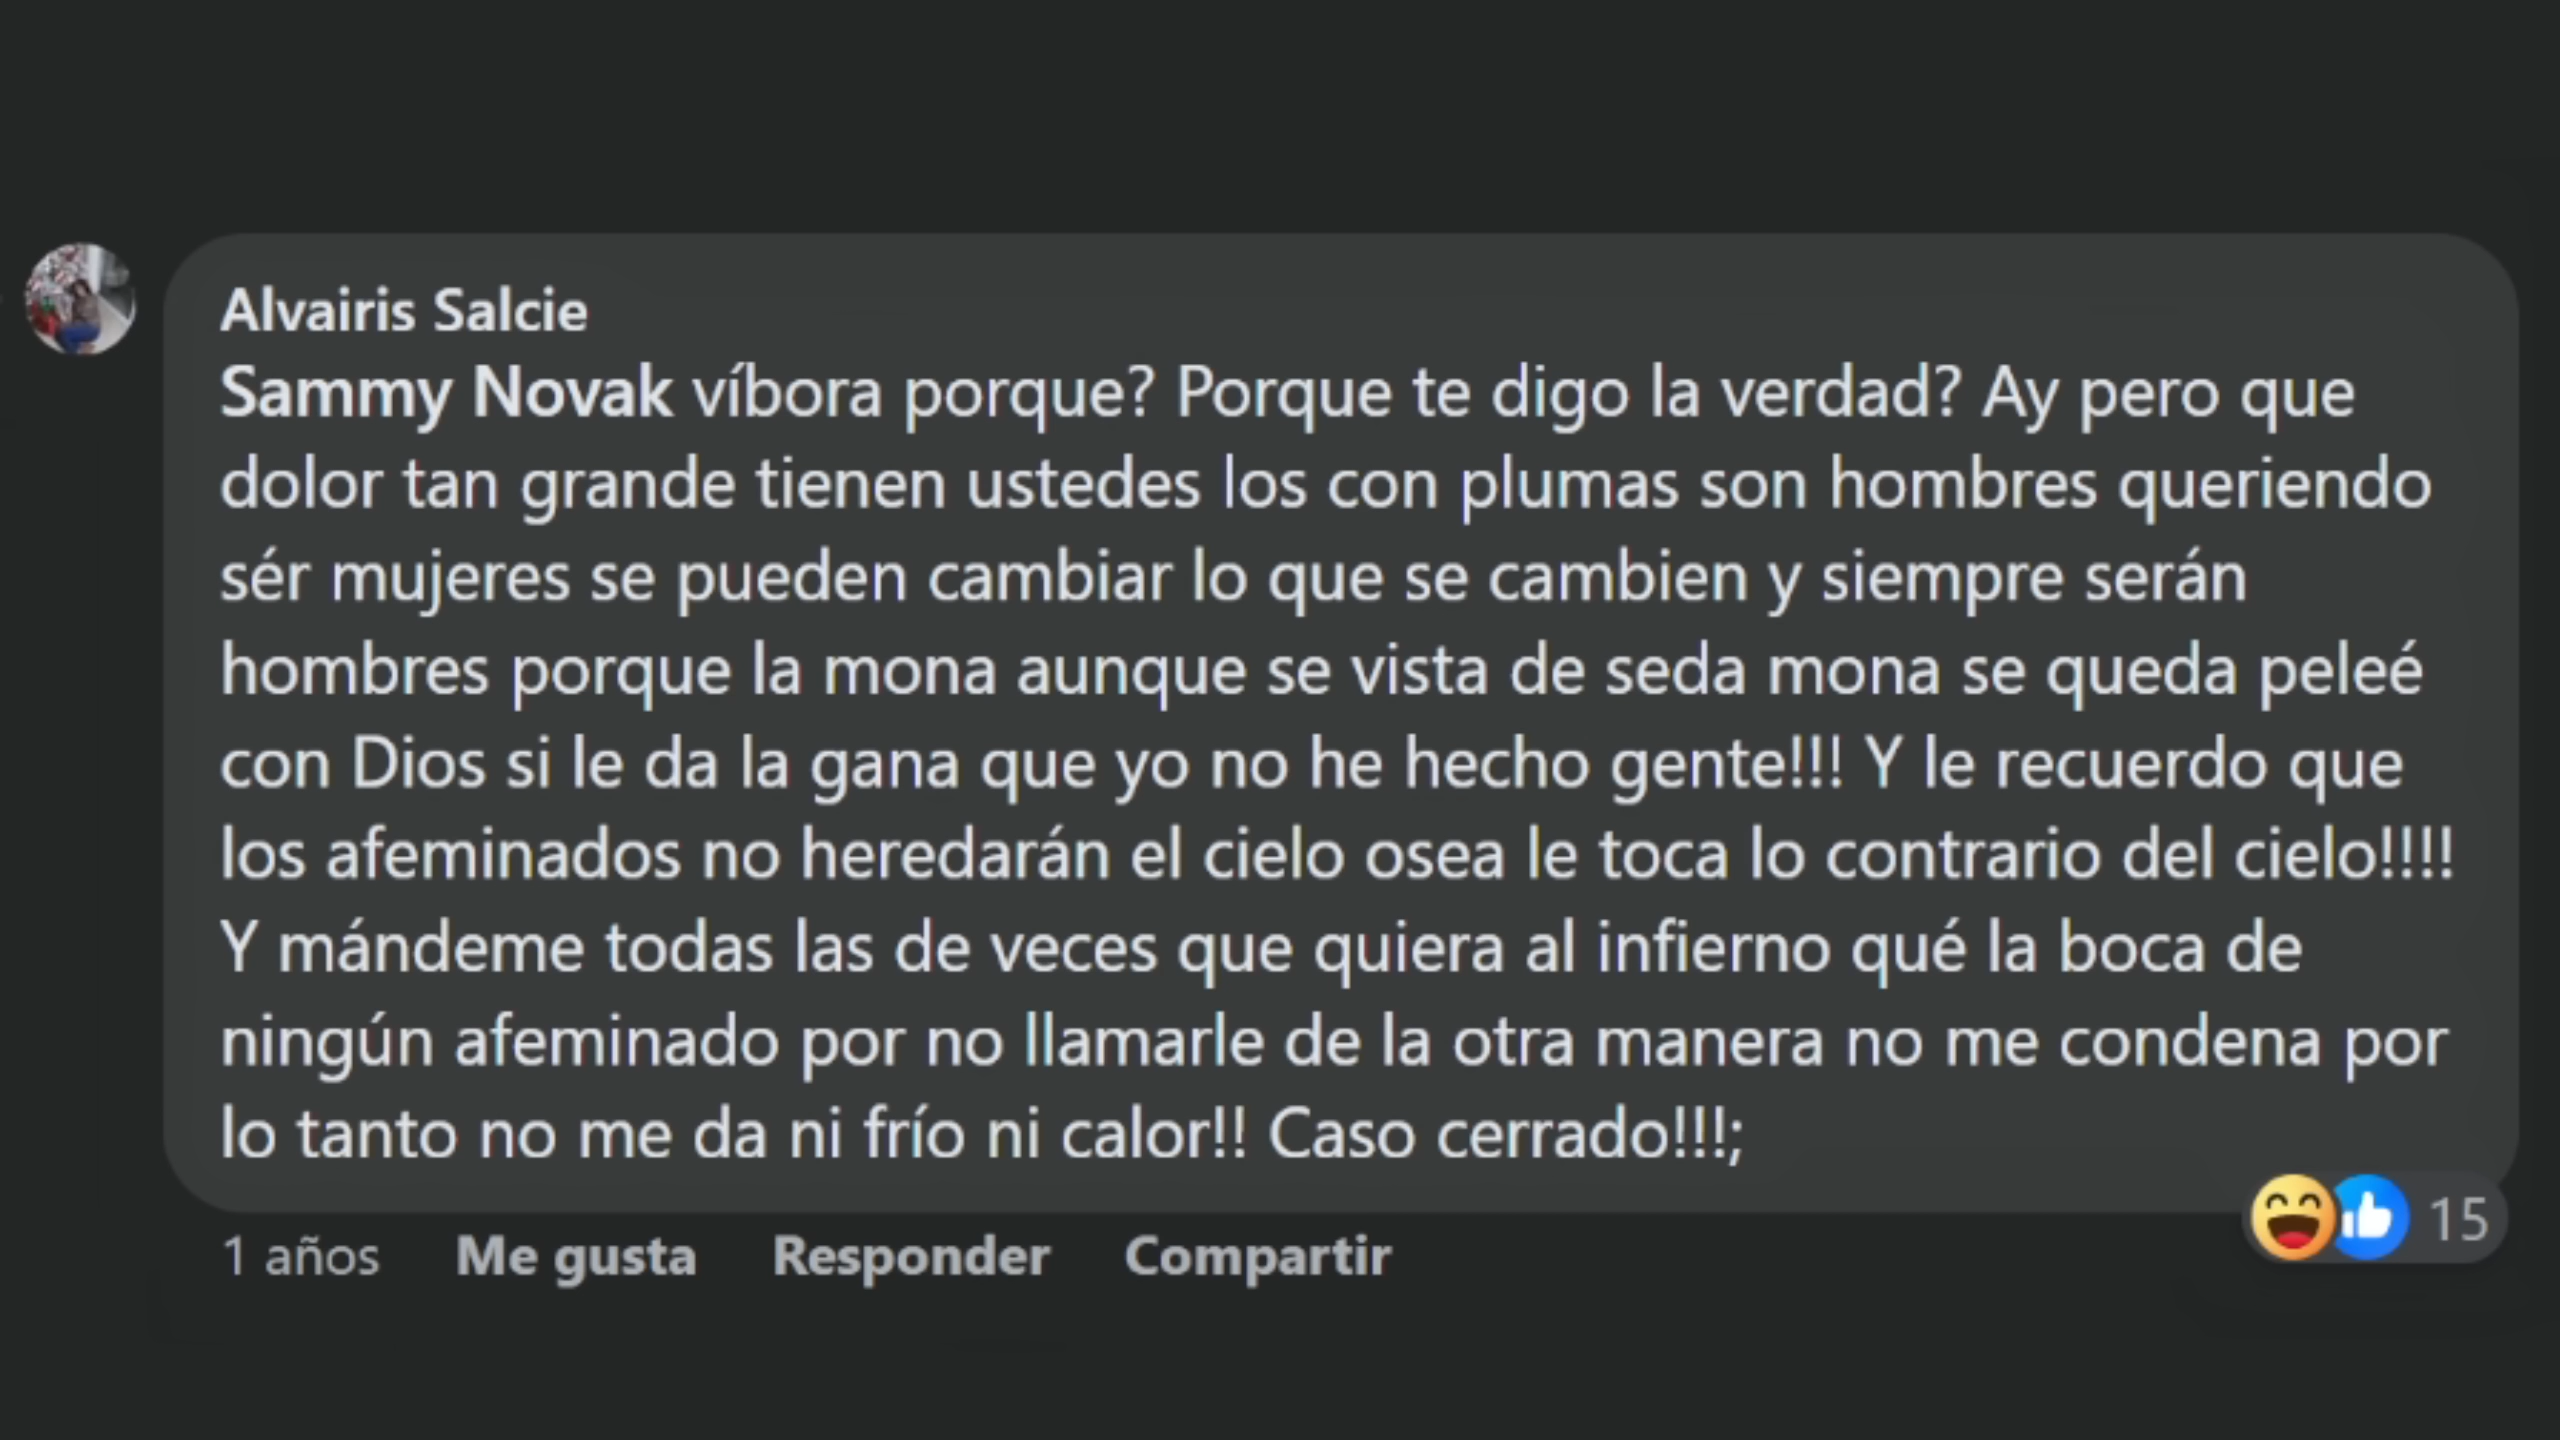 Alvairis Salcie
Sammy Novak víbora porque? Porque te digo la verdad? Ay pero que
dolor tan grande tienen ustedes los con plumas son hombres queriendo
sér mujeres se pueden cambiar lo que se cambien y siempre serán
hombres porque la mona aunque se vista de seda mona se queda peleé
con Dios si le da la gana que yo no he hecho gente!!! Y le recuerdo que
los afeminados no heredarán el cielo osea le toca lo contrario del cielo!!!!
Y mándeme todas las de veces que quiera al infierno qué la boca de
ningún afeminado por no llamarle de la otra manera no me condena por
lo tanto no me da ni frío ni calor!! Caso cerrado!!!;
15
1 años Me gusta Responder Compartir